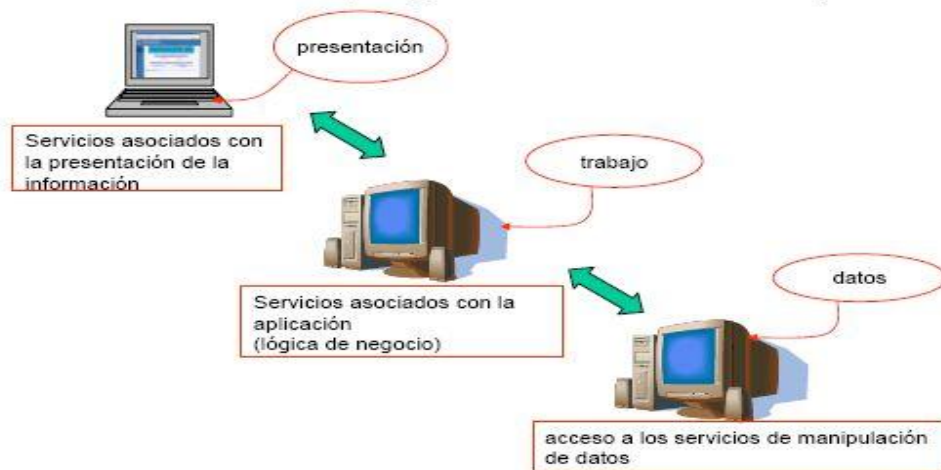 presentación
Servicios asociados con
la presentación de la
información
trabajo
Servicios asociados con la
aplicación
(lógica de negocio)
datos
acceso a los servicios de manipulación
de datos